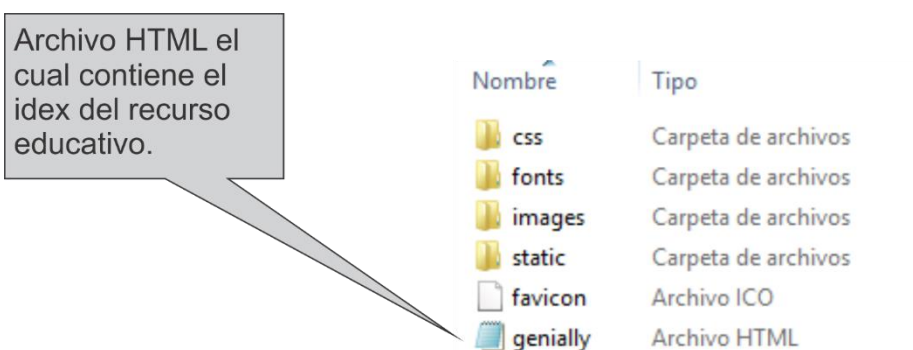 Archivo HTML el
cual contiene el
idex del recurso
educativo.
Nombre Tipo
css Carpeta de archivos
fonts Carpeta de archivos
images Carpeta de archivos
static Carpeta de archivos
favicon Archivo ICO
genially Archivo HTML